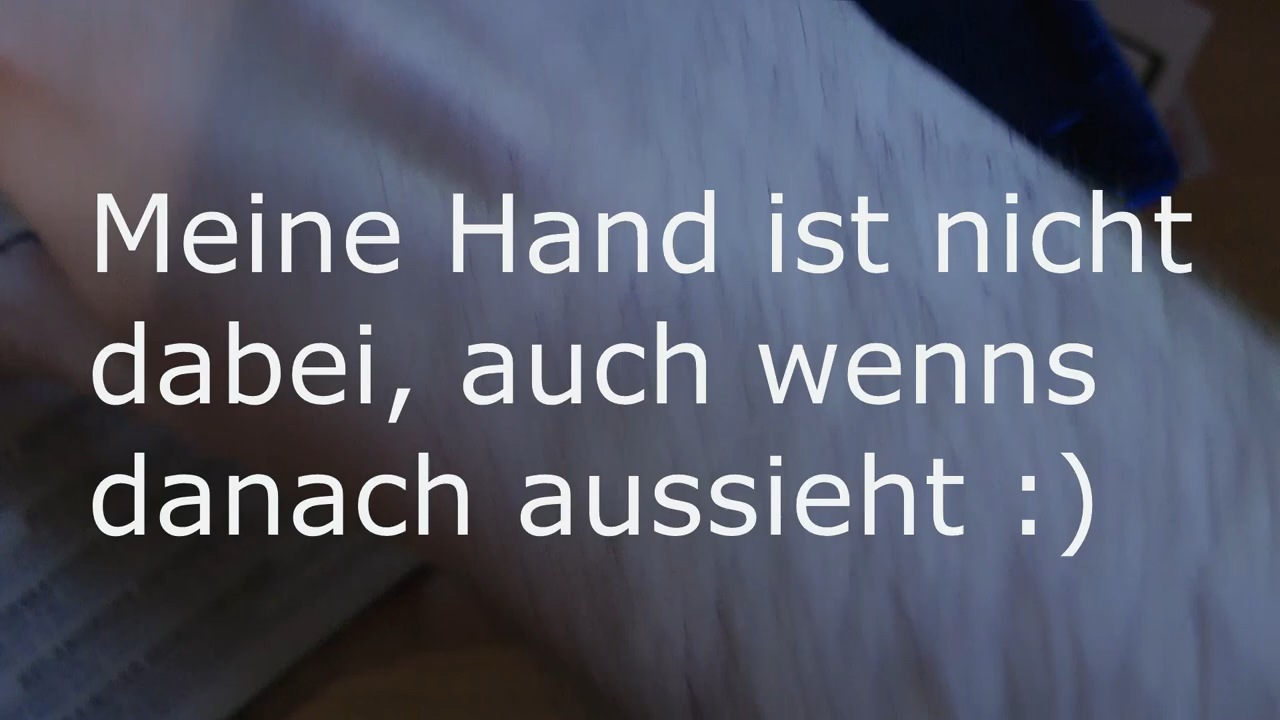 Meine Hand ist nicht
dabei, auch wenns
danach aussieht :)